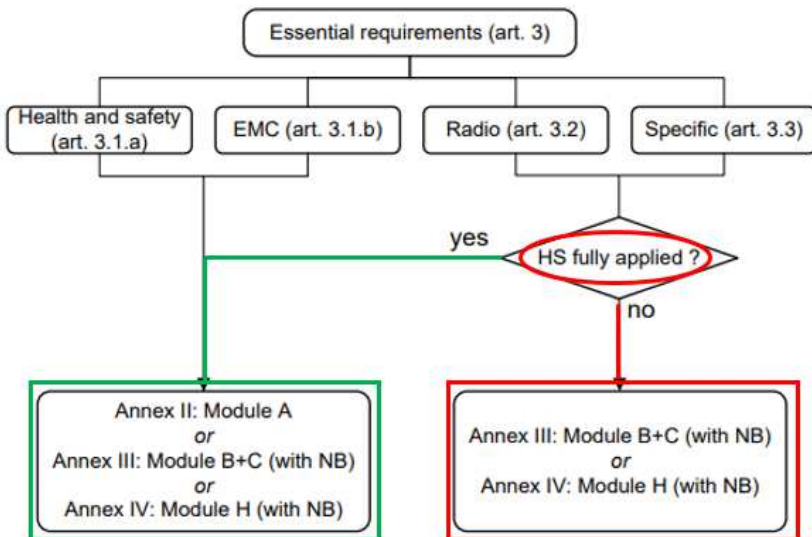 Essential requirements (art. 3)
Health and safety
(art. 3.1.a)
EMC (art. 3.1.b)
Radio (art. 3.2)
Specific (art. 3.3)
yes
HS fully applied ?
no
Annex II: Module A
or
Annex III: Module B+C (with NB)
or
Annex IV: Module H (with NB)
Annex III: Module B+C (with NB)
or
Annex IV: Module H (with NB)